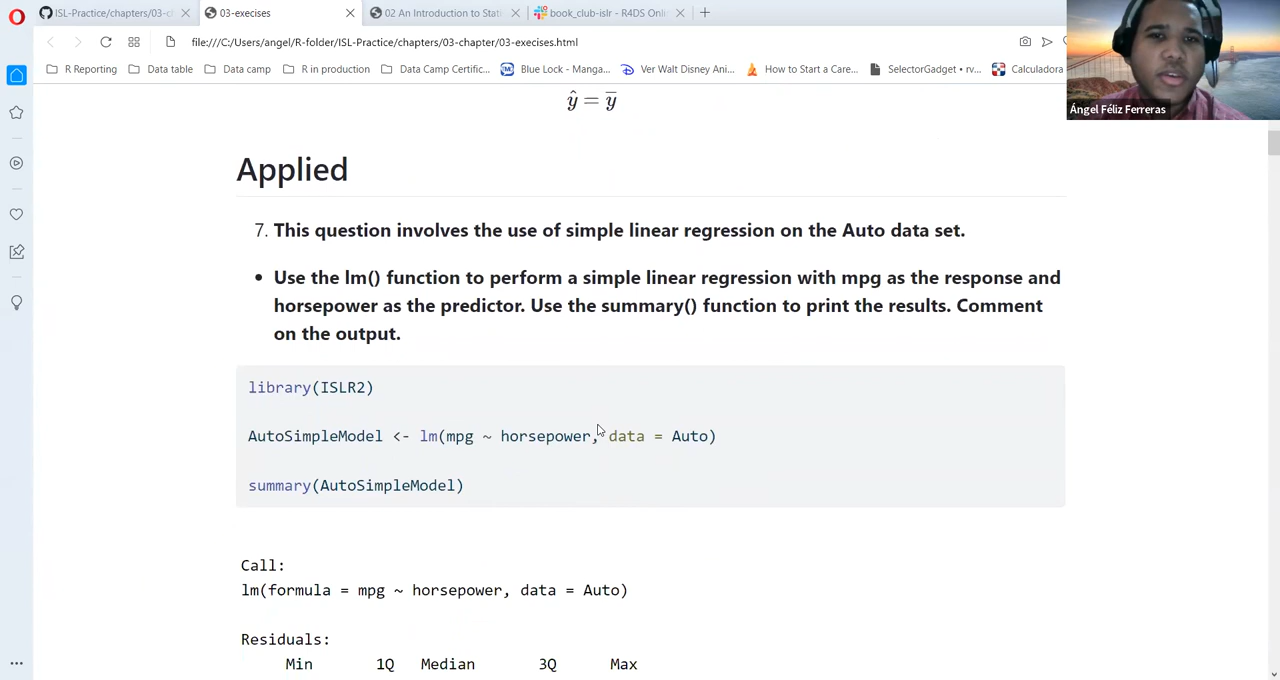 ISL-Practice/chapters/03-cl
03-execises
02 An Introduction to Stati
book_club-islr - R4DS Onli
file:///C:/Users/angel/R-folder/ISL-Practice/chapters/03-chapter/03-execises.html
R Reporting
Data table
Data camp
R in production
Data Camp Certific...
Blue Lock - Manga...
Ver Walt Disney Ani...
How to Start a Care...
SelectorGadget • rv...
Calculadora
Ángel Féliz Ferreras
ŷ = y̅
Applied
7. This question involves the use of simple linear regression on the Auto data set.
• Use the lm() function to perform a simple linear regression with mpg as the response and
horsepower as the predictor. Use the summary() function to print the results. Comment
on the output.
library(ISLR2)
AutoSimpleModel <- lm(mpg ~ horsepower, data = Auto)
summary(AutoSimpleModel)
Call:
lm(formula = mpg ~ horsepower, data = Auto)
Residuals:
Min 1Q Median 3Q Max